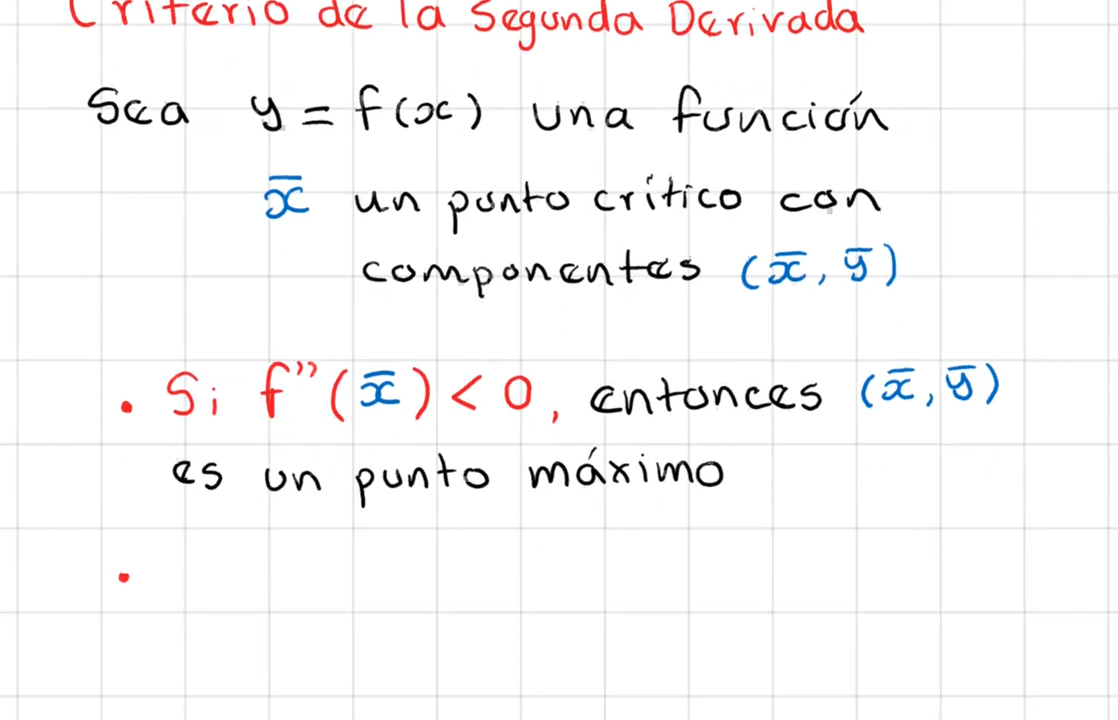 Criterio de la Segunda Derivada
Sea y = f(x) una función
x̄ un punto crítico con
componentes (x̄, ȳ)
• Si f''(x̄) < 0, entonces (x̄, ȳ)
es un punto máximo
•